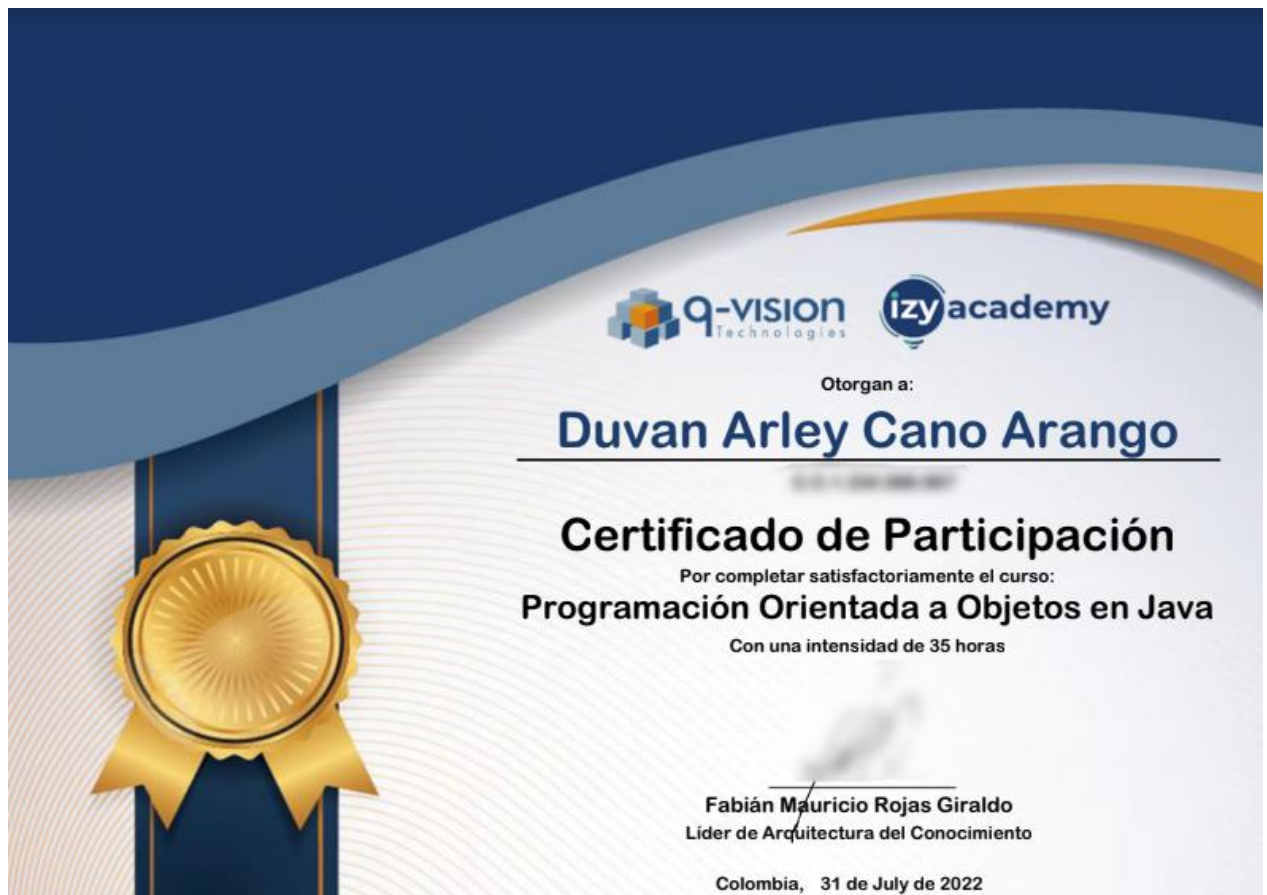 q-vision
Technologies
izyacademy
Otorgan a:
Duvan Arley Cano Arango
Certificado de Participación
Por completar satisfactoriamente el curso:
Programación Orientada a Objetos en Java
Con una intensidad de 35 horas
Fabián Mauricio Rojas Giraldo
Líder de Arquitectura del Conocimiento
Colombia, 31 de July de 2022